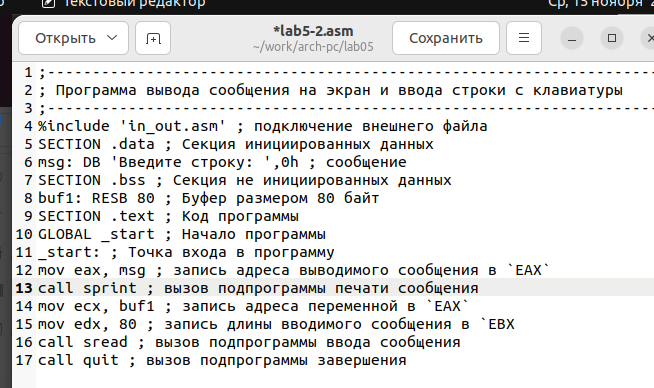 Текстовый редактор
Ср, 15 ноября
Открыть
*lab5-2.asm
~/work/arch-pc/lab05
Сохранить
1 ;-------------------------------------------------------------------
2 ; Программа вывода сообщения на экран и ввода строки с клавиатуры
3 ;-------------------------------------------------------------------
4 %include 'in_out.asm' ; подключение внешнего файла
5 SECTION .data ; Секция инициированных данных
6 msg: DB 'Введите строку: ',0h ; сообщение
7 SECTION .bss ; Секция не инициированных данных
8 buf1: RESB 80 ; Буфер размером 80 байт
9 SECTION .text ; Код программы
10 GLOBAL _start ; Начало программы
11 _start: ; Точка входа в программу
12 mov eax, msg ; запись адреса выводимого сообщения в `EAX`
13 call sprint ; вызов подпрограммы печати сообщения
14 mov ecx, buf1 ; запись адреса переменной в `EAX`
15 mov edx, 80 ; запись длины вводимого сообщения в `EBX
16 call sread ; вызов подпрограммы ввода сообщения
17 call quit ; вызов подпрограммы завершения